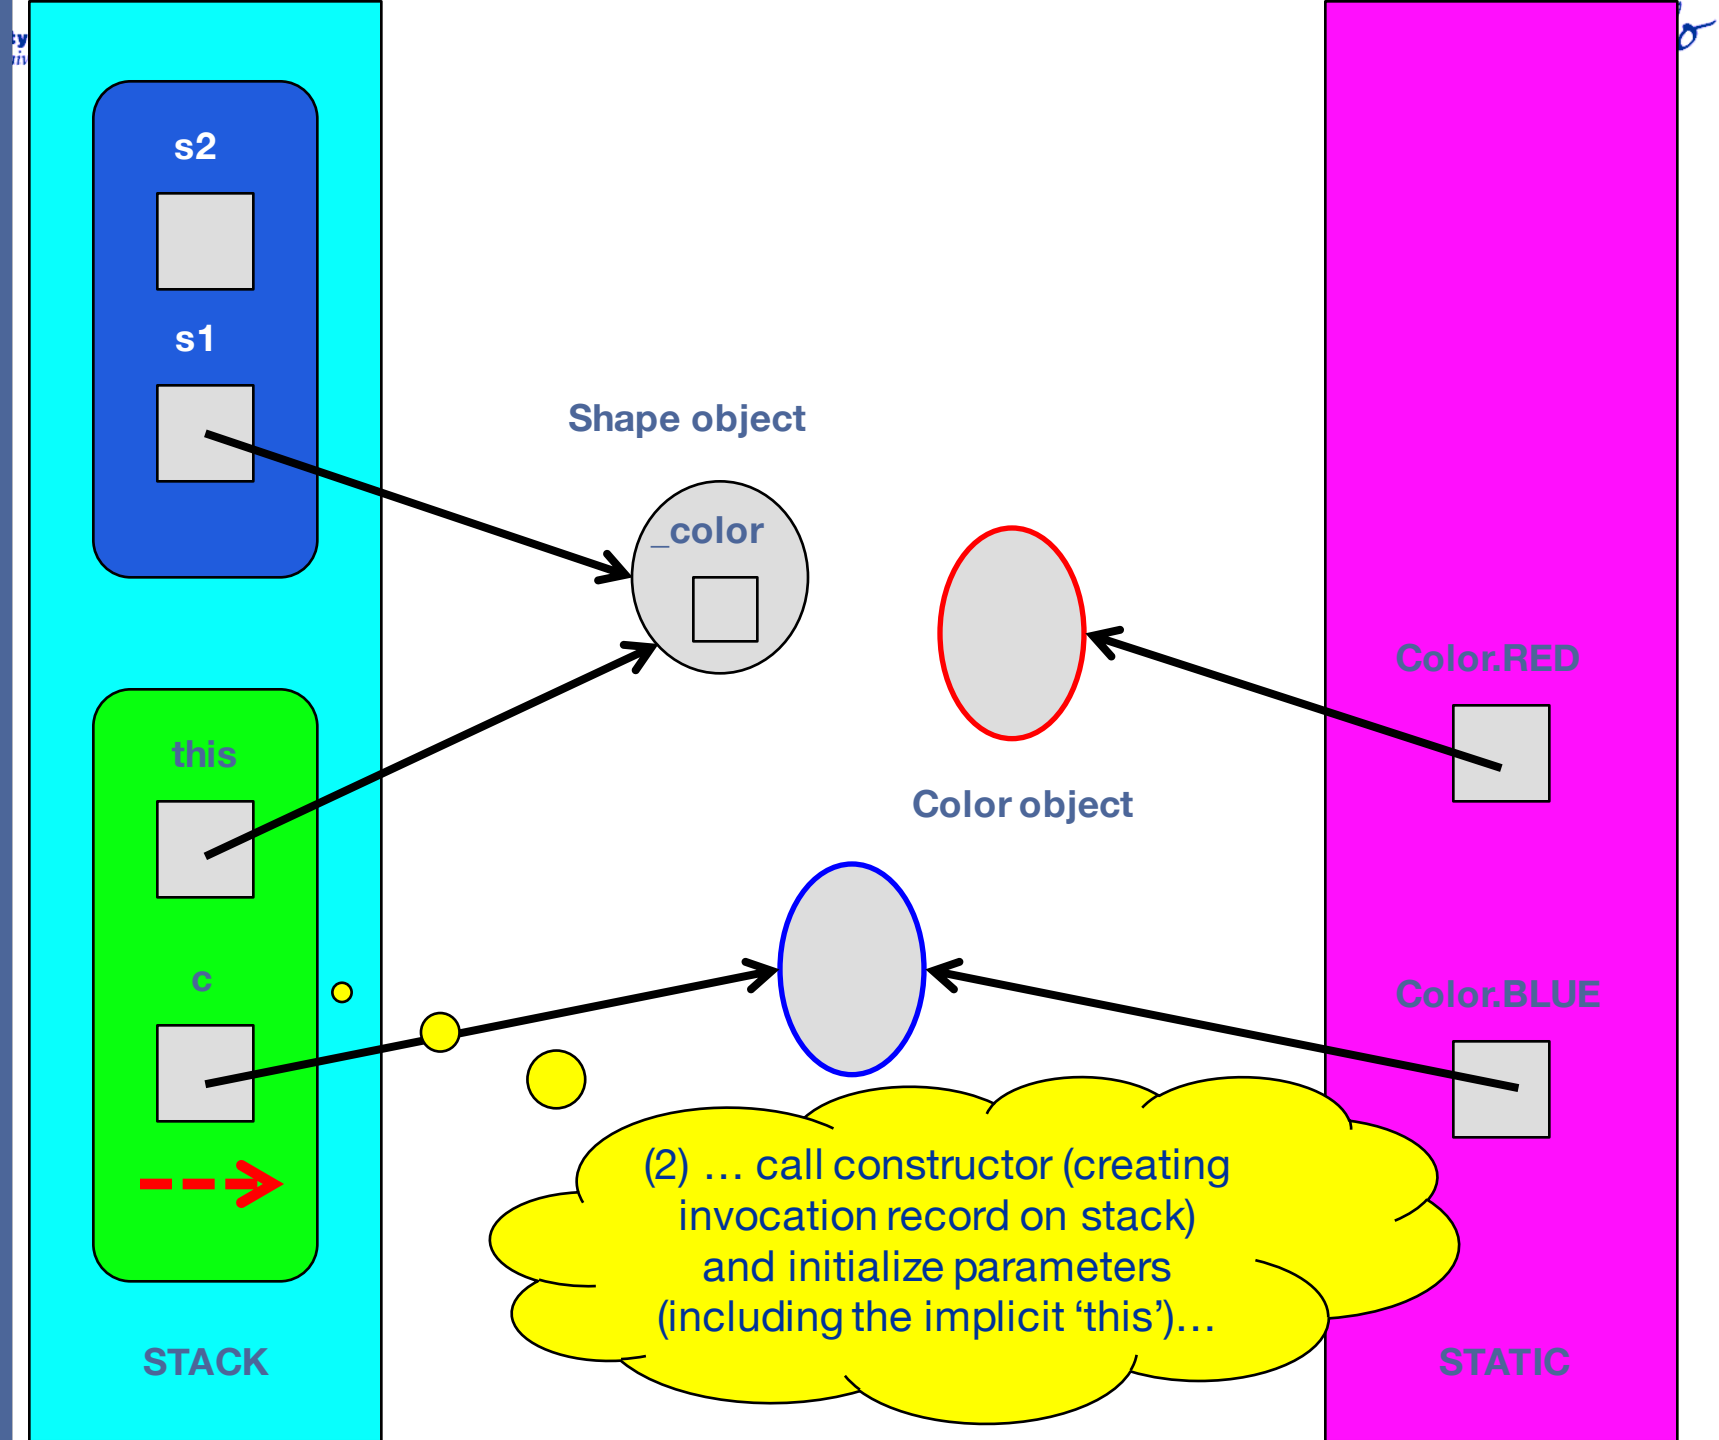 s2
s1
Shape object
_color
Color.RED
this
Color object
c
Color.BLUE
(2) … call constructor (creating
invocation record on stack)
and initialize parameters
(including the implicit ‘this’)…
STACK
STATIC